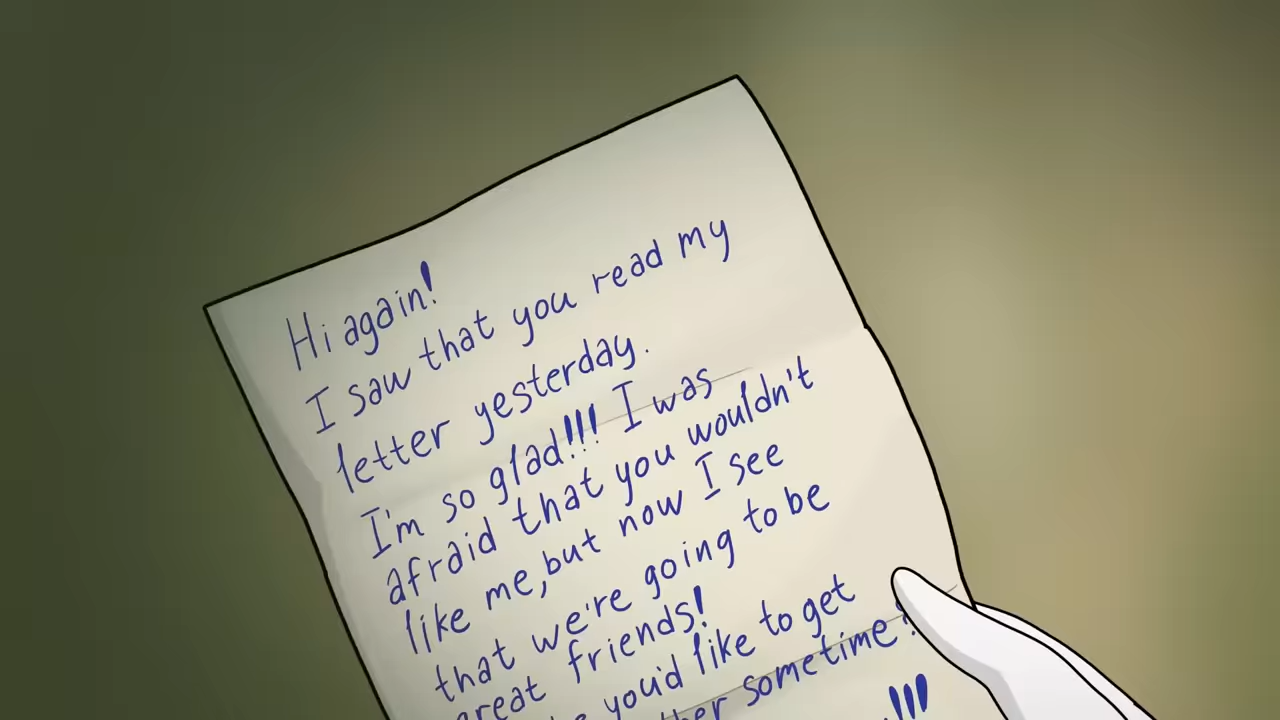 Hi again!
I saw that you read my
letter yesterday.
I'm so glad!!! I was
afraid that you wouldn't
like me, but now I see
that we're going to be
great friends!
you'd like to get
sometime?
!!!